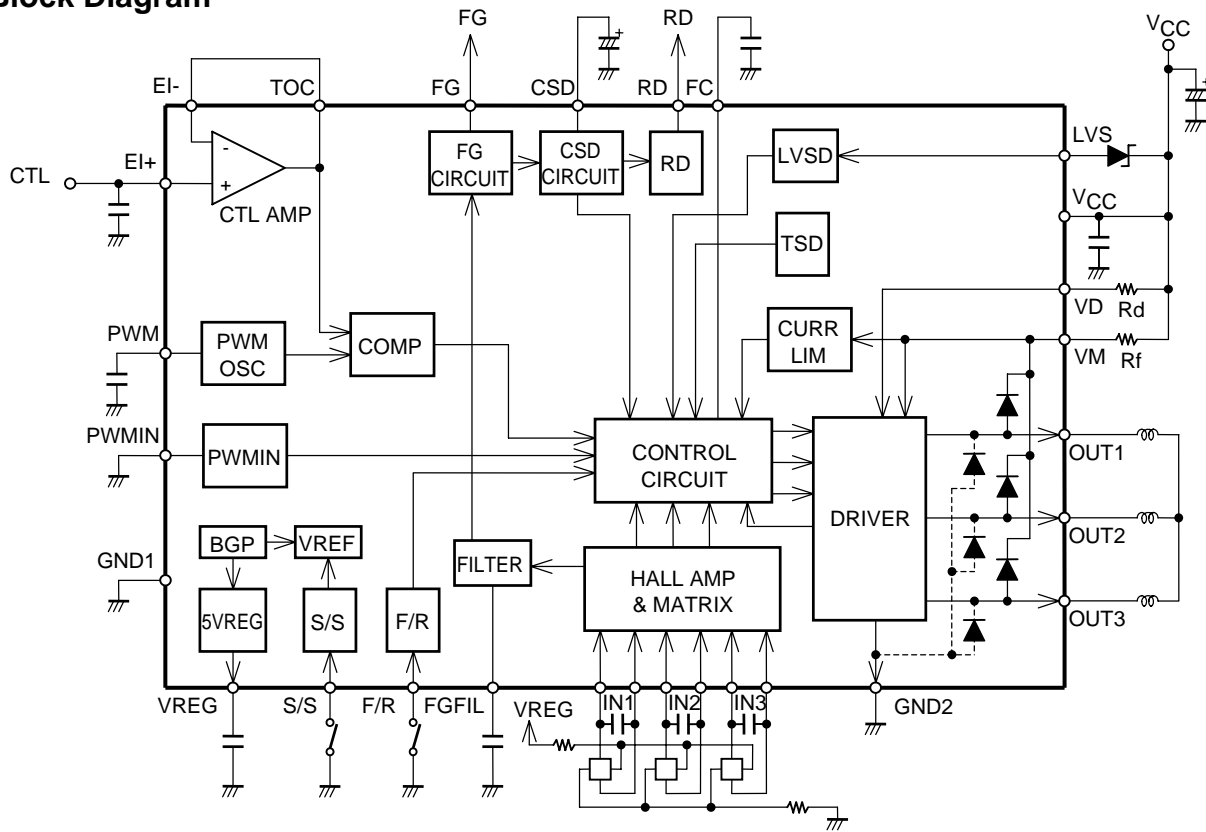 Block Diagram
FG
RD
VCC
EI-
TOC
FG
CSD
RD
FC
LVS
CTL
EI+
-
+
CTL AMP
FG
CIRCUIT
CSD
CIRCUIT
RD
LVSD
VCC
TSD
VD
Rd
PWM
PWM
OSC
COMP
CURR
LIM
VM
Rf
PWMIN
PWMIN
CONTROL
CIRCUIT
DRIVER
OUT1
OUT2
OUT3
GND1
BGP
VREF
FILTER
HALL AMP
& MATRIX
5VREG
S/S
F/R
VREG
S/S
F/R
FGFIL
VREG
IN1
IN2
IN3
GND2
+
+